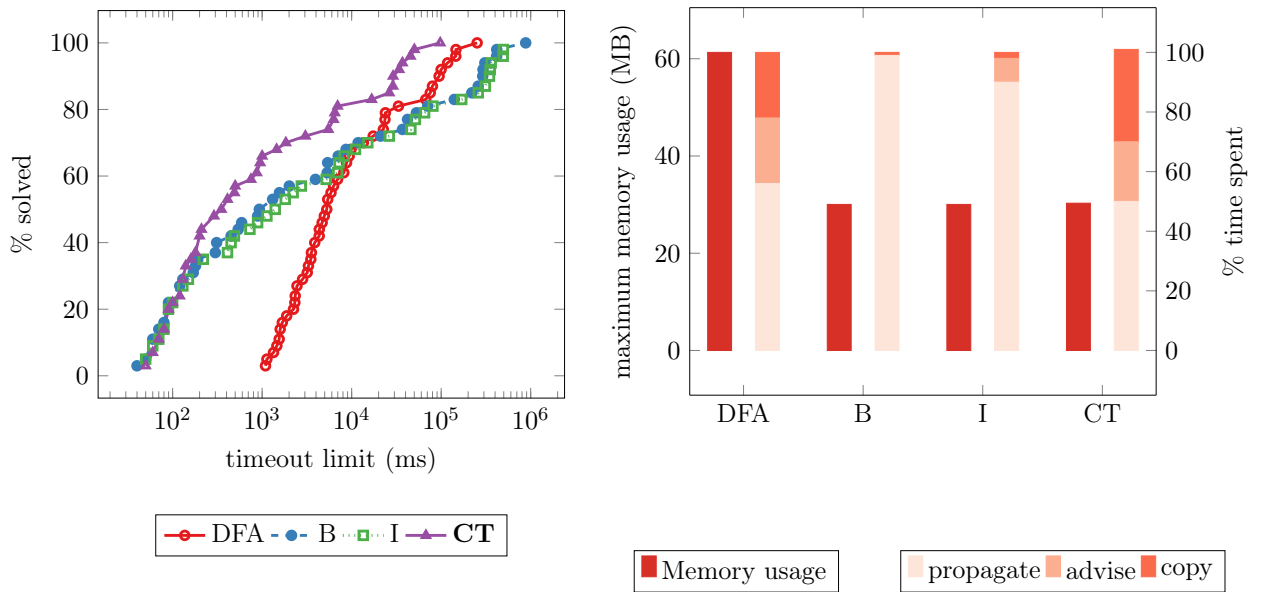 % solved
100
80
60
40
20
0
10^2 10^3 10^4 10^5 10^6
timeout limit (ms)
DFA B I CT
maximum memory usage (MB)
60
40
20
0
100
80
60
40
20
0
% time spent
DFA B I CT
Memory usage
propagate advise copy